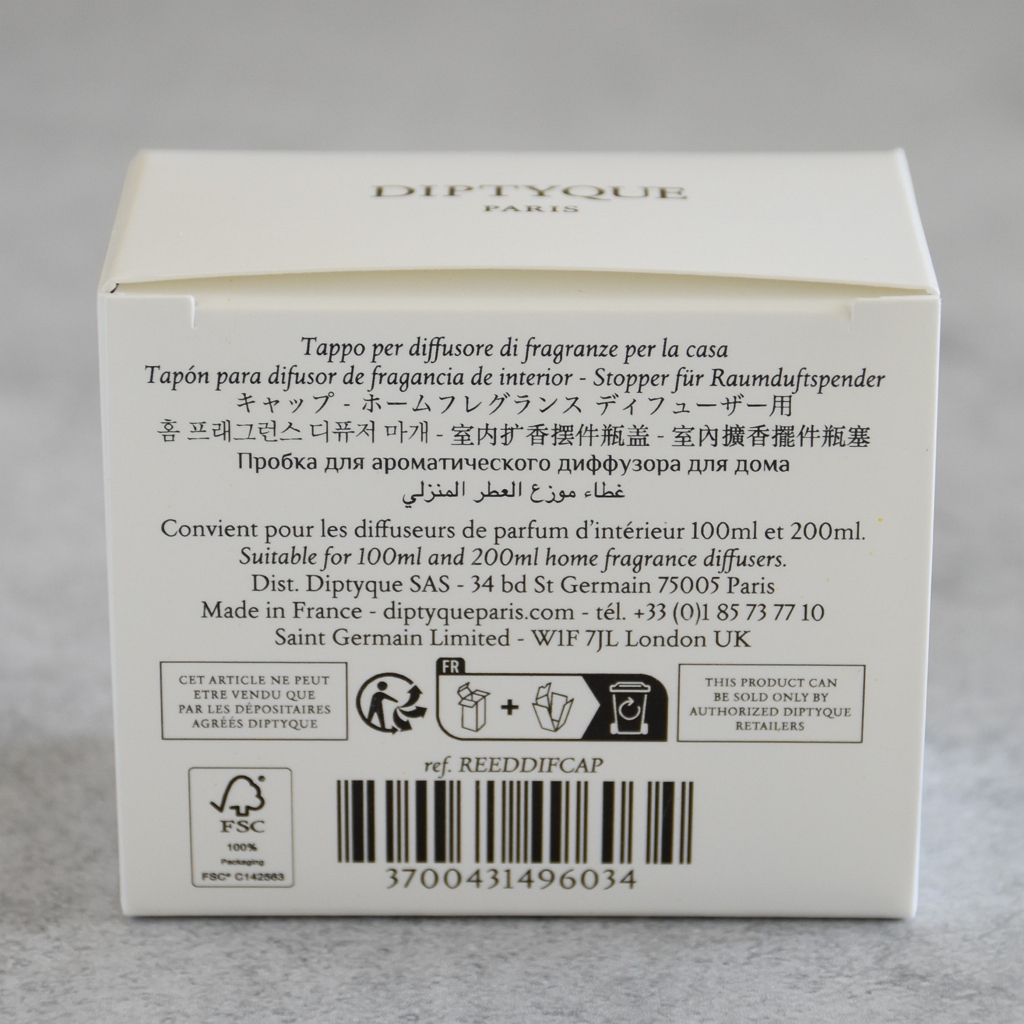 DIPTYQUE
PARIS
Tappo per diffusore di fragranze per la casa
Tapón para difusor de fragancia de interior - Stopper für Raumduftspender
キャップ - ホームフレグランス ディフューザー用
홈 프래그런스 디퓨저 마개 - 室内扩香摆件瓶盖 - 室內擴香擺件瓶塞
Пробка для ароматического диффузора для дома
غطاء موزع العطر المنزلي
Convient pour les diffuseurs de parfum d'intérieur 100ml et 200ml.
Suitable for 100ml and 200ml home fragrance diffusers.
Dist. Diptyque SAS - 34 bd St Germain 75005 Paris
Made in France - diptyqueparis.com - tél. +33 (0)1 85 73 77 10
Saint Germain Limited - W1F 7JL London UK
CET ARTICLE NE PEUT
ETRE VENDU QUE
PAR LES DÉPOSITAIRES
AGRÉÉS DIPTYQUE
FR
+
THIS PRODUCT CAN
BE SOLD ONLY BY
AUTHORIZED DIPTYQUE
RETAILERS
ref. REEDDIFCAP
FSC
100%
Packaging
FSC® C142563
3700431496034